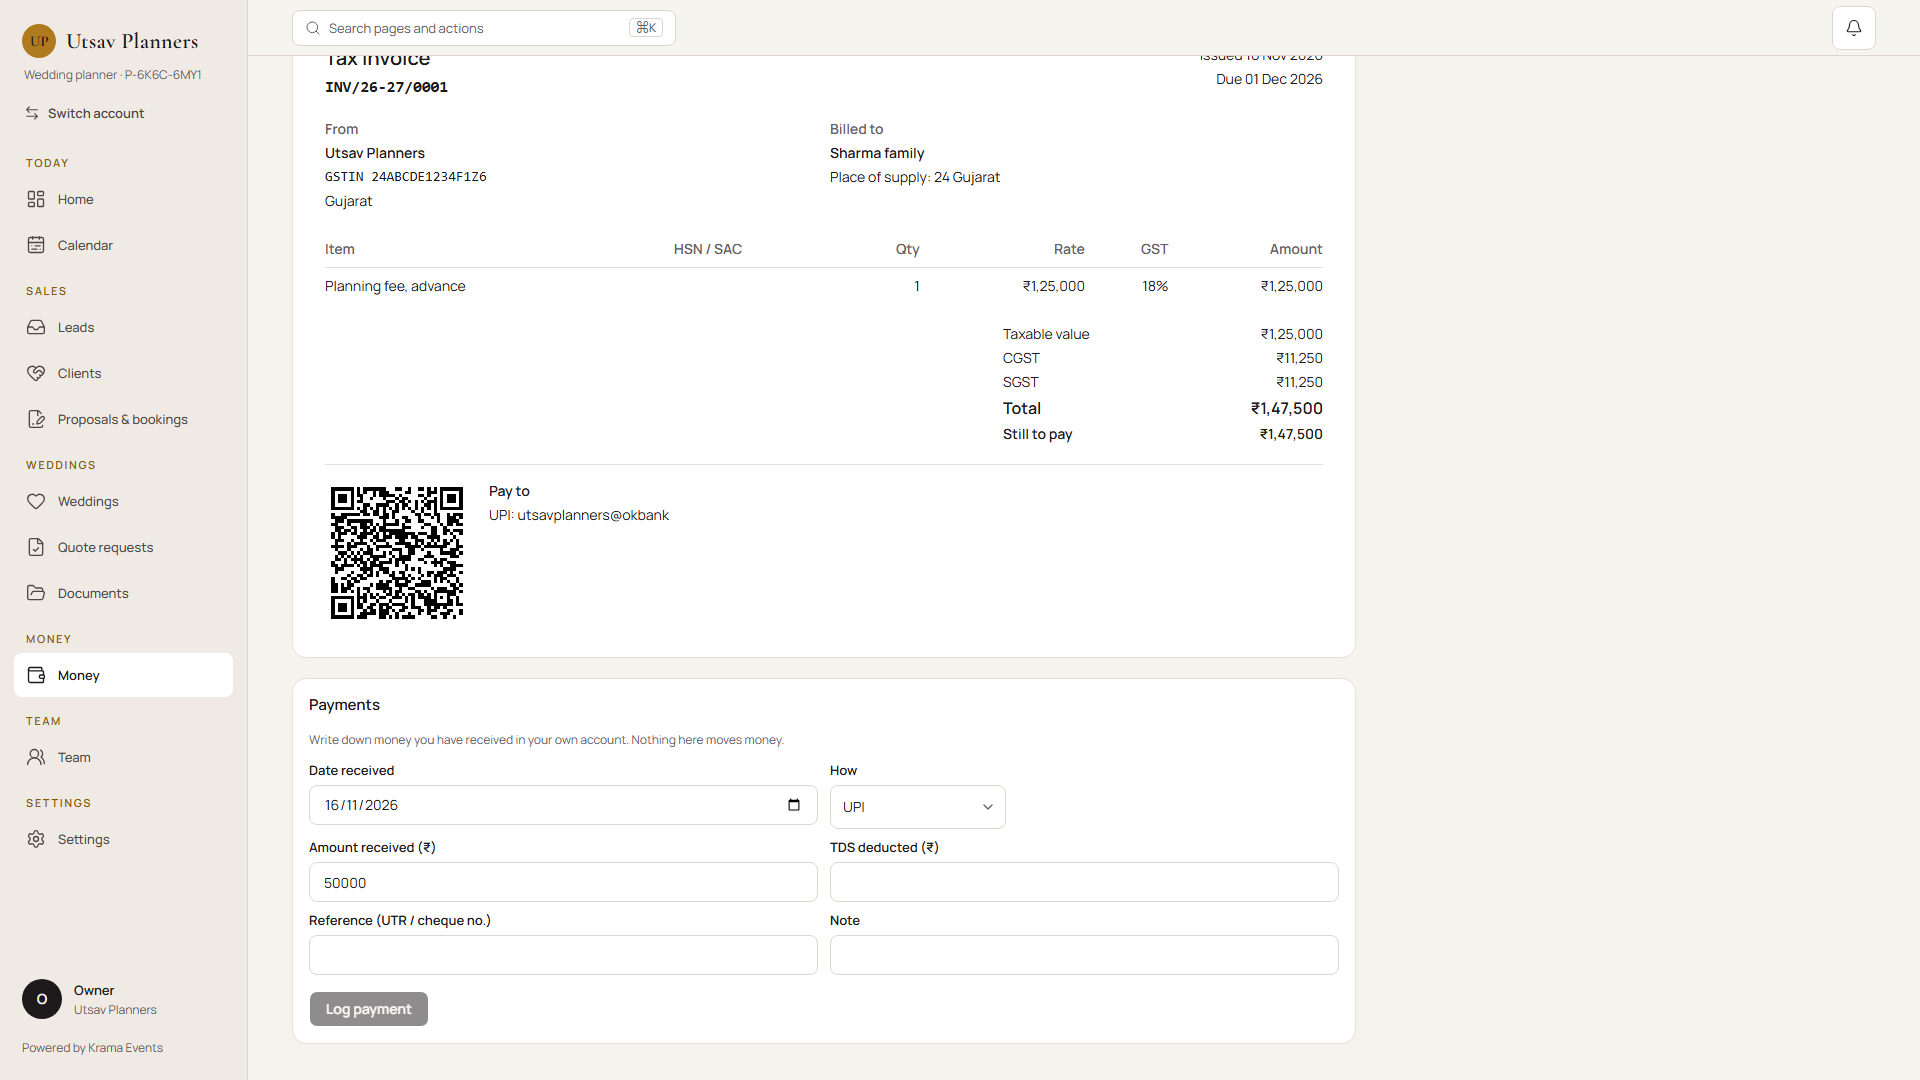 UP Utsav Planners
Wedding planner · P-6K6C-6MY1
Switch account
TODAY
Home
Calendar
SALES
Leads
Clients
Proposals & bookings
WEDDINGS
Weddings
Quote requests
Documents
MONEY
Money
TEAM
Team
SETTINGS
Settings
O
Owner
Utsav Planners
Powered by Krama Events
Search pages and actions ⌘K
Tax invoice
Issued 16 Nov 2026
INV/26-27/0001
Due 01 Dec 2026
From
Utsav Planners
GSTIN 24ABCDE1234F1Z6
Gujarat
Billed to
Sharma family
Place of supply: 24 Gujarat
Item HSN / SAC Qty Rate GST Amount
Planning fee, advance 1 ₹1,25,000 18% ₹1,25,000
Taxable value ₹1,25,000
CGST ₹11,250
SGST ₹11,250
Total ₹1,47,500
Still to pay ₹1,47,500
Pay to
UPI: utsavplanners@okbank
Payments
Write down money you have received in your own account. Nothing here moves money.
Date received How
16/11/2026 UPI
Amount received (₹) TDS deducted (₹)
50000
Reference (UTR / cheque no.) Note
Log payment